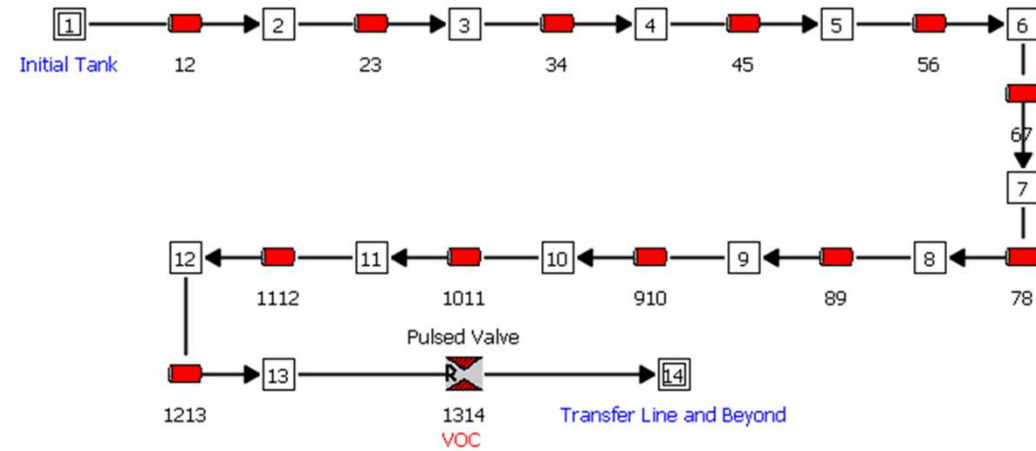 1 2 3 4 5 6
Initial Tank 12 23 34 45 56
67
7
12 11 10 9 8
1112 1011 910 89 78
Pulsed Valve
13 R 14
1213 1314 Transfer Line and Beyond
VOC